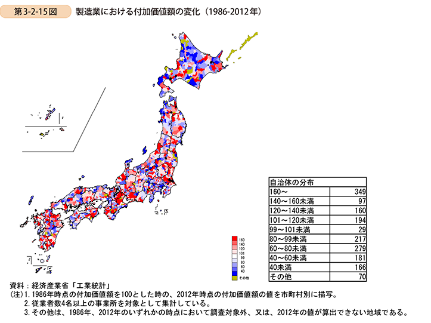 第3-2-15図 製造業における付加価値額の変化（1986-2012年）
自治体の分布
160～ 349
140～160未満 97
120～140未満 160
101～120未満 194
99～101未満 29
80～99未満 217
60～80未満 279
40～60未満 181
40未満 166
その他 70
資料：経済産業省「工業統計」
（注）1. 1986年時点の付加価値額を100とした時の、2012年時点の付加価値額の値を市町村別に描写。
2. 従業者数4名以上の事業所を対象として集計している。
3. その他は、1986年、2012年のいずれかの時点において調査対象外、又は、2012年の値が算出できない地域である。